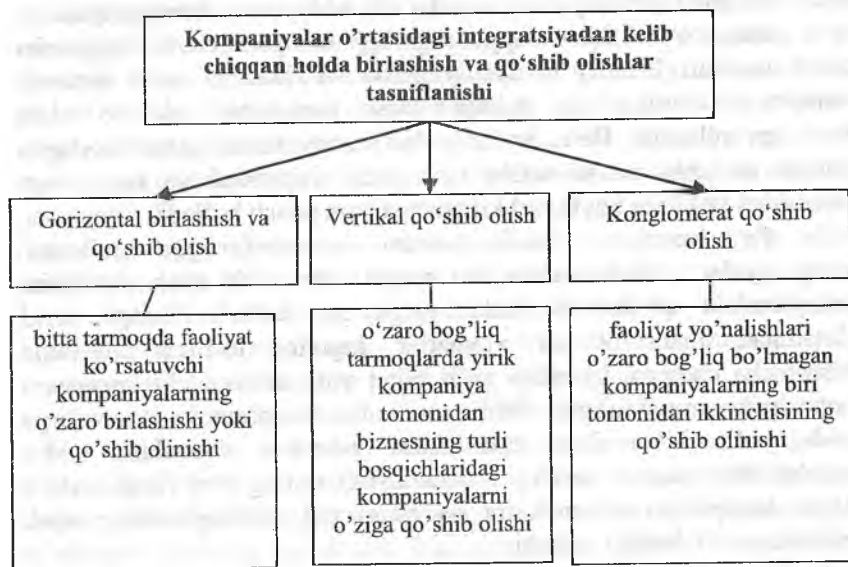 Kompaniyalar o’rtasidagi integratsiyadan kelib
chiqqan holda birlashish va qo‘shib olishlar
tasniflanishi
Gorizontal birlashish va
qo‘shib olish
Vertikal qo‘shib olish
Konglomerat qo‘shib
olish
bitta tarmoqda faoliyat
ko’rsatuvchi
kompaniyalarning
o’zaro birlashishi yoki
qo’shib olinishi
o’zaro bog’liq
tarmoqlarda yirik
kompaniya
tomonidan
biznesning turli
bosqichlaridagi
kompaniyalarni
o’ziga qo’shib olishi
faoliyat yo’nalishlari
o’zaro bog’liq bo’lmagan
kompaniyalarning biri
tomonidan ikkinchisining
qo’shib olinishi